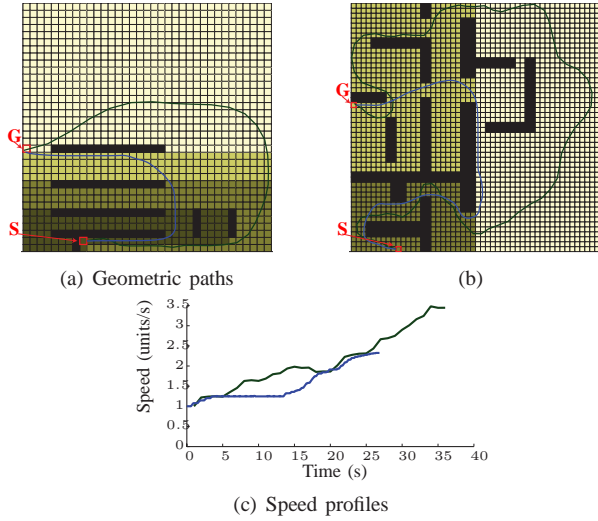 G
S
G
S
(a) Geometric paths
(b)
3.5
3
2.5
2
1.5
1
0.5
0
Speed (units/s)
0 5 10 15 20 25 30 35 40
Time (s)
(c) Speed profiles